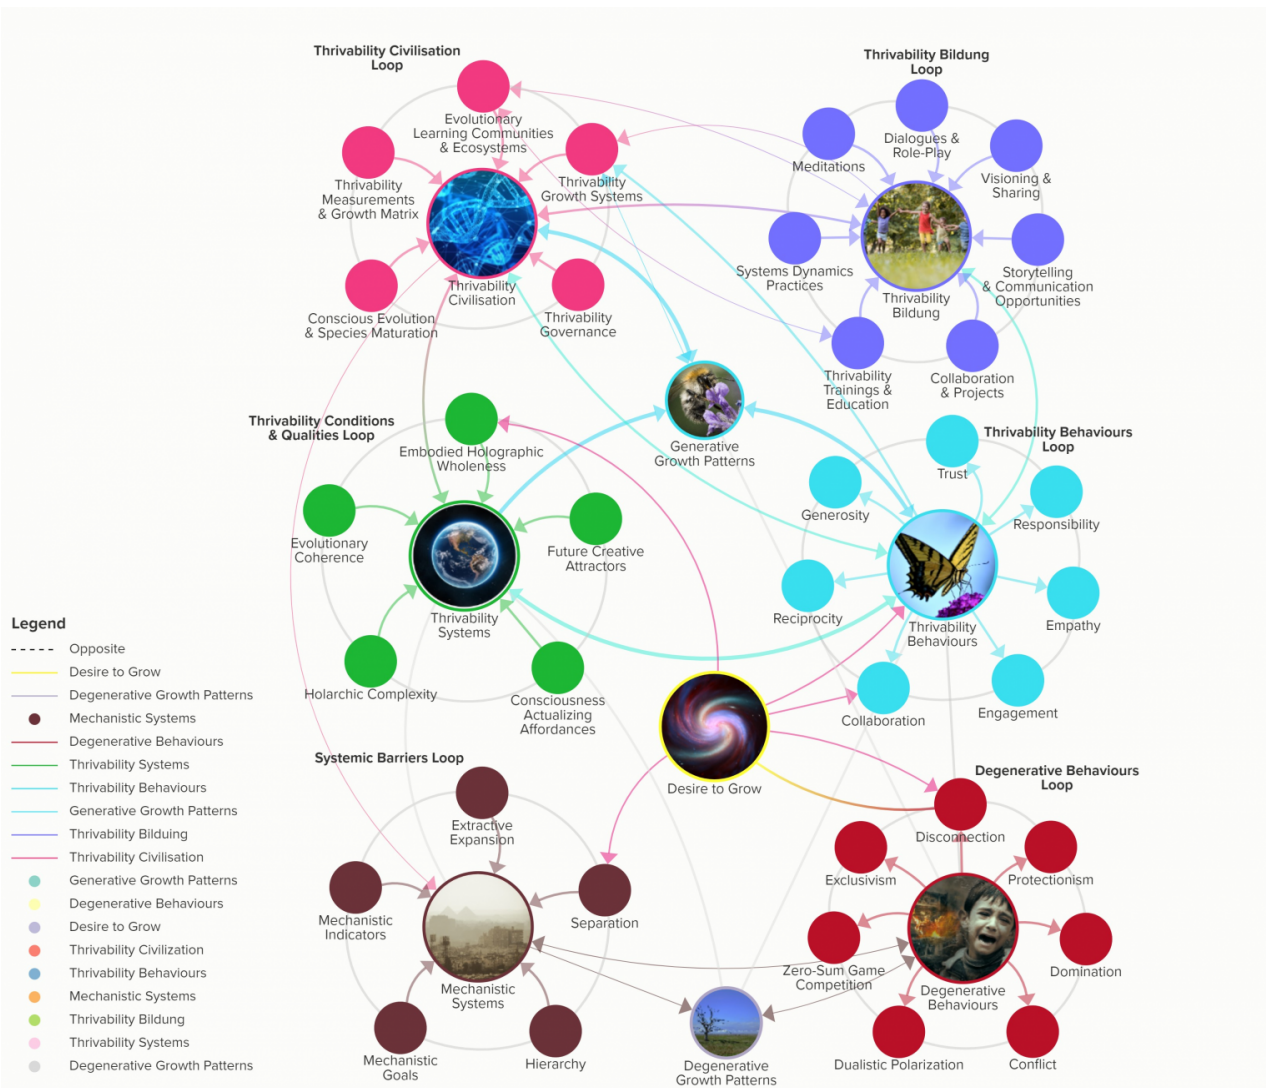 Thrivability Civilisation
Loop
Evolutionary
Learning Communities
& Ecosystems
Thrivability
Measurements
& Growth Matrix
Thrivability
Growth Systems
Conscious Evolution
& Species Maturation
Thrivability
Civilisation
Thrivability
Governance
Thrivability Bildung
Loop
Meditations
Dialogues &
Role-Play
Visioning &
Sharing
Systems Dynamics
Practices
Storytelling
& Communication
Opportunities
Thrivability
Bildung
Thrivability
Trainings &
Education
Collaboration
& Projects
Generative
Growth Patterns
Thrivability Conditions
& Qualities Loop
Embodied Holographic
Wholeness
Evolutionary
Coherence
Future Creative
Attractors
Thrivability
Systems
Holarchic Complexity
Consciousness
Actualizing
Affordances
Thrivability Behaviours
Loop
Trust
Generosity
Responsibility
Reciprocity
Empathy
Thrivability
Behaviours
Collaboration
Engagement
Desire to Grow
Systemic Barriers Loop
Extractive
Expansion
Mechanistic
Indicators
Separation
Mechanistic
Systems
Mechanistic
Goals
Hierarchy
Degenerative
Growth Patterns
Degenerative Behaviours
Loop
Disconnection
Exclusivism
Protectionism
Zero-Sum Game
Competition
Domination
Degenerative
Behaviours
Dualistic Polarization
Conflict
Legend
Opposite
Desire to Grow
Degenerative Growth Patterns
Mechanistic Systems
Degenerative Behaviours
Thrivability Systems
Thrivability Behaviours
Generative Growth Patterns
Thrivability Bilduing
Thrivability Civilisation
Generative Growth Patterns
Degenerative Behaviours
Desire to Grow
Thrivability Civilization
Thrivability Behaviours
Mechanistic Systems
Thrivability Bildung
Thrivability Systems
Degenerative Growth Patterns